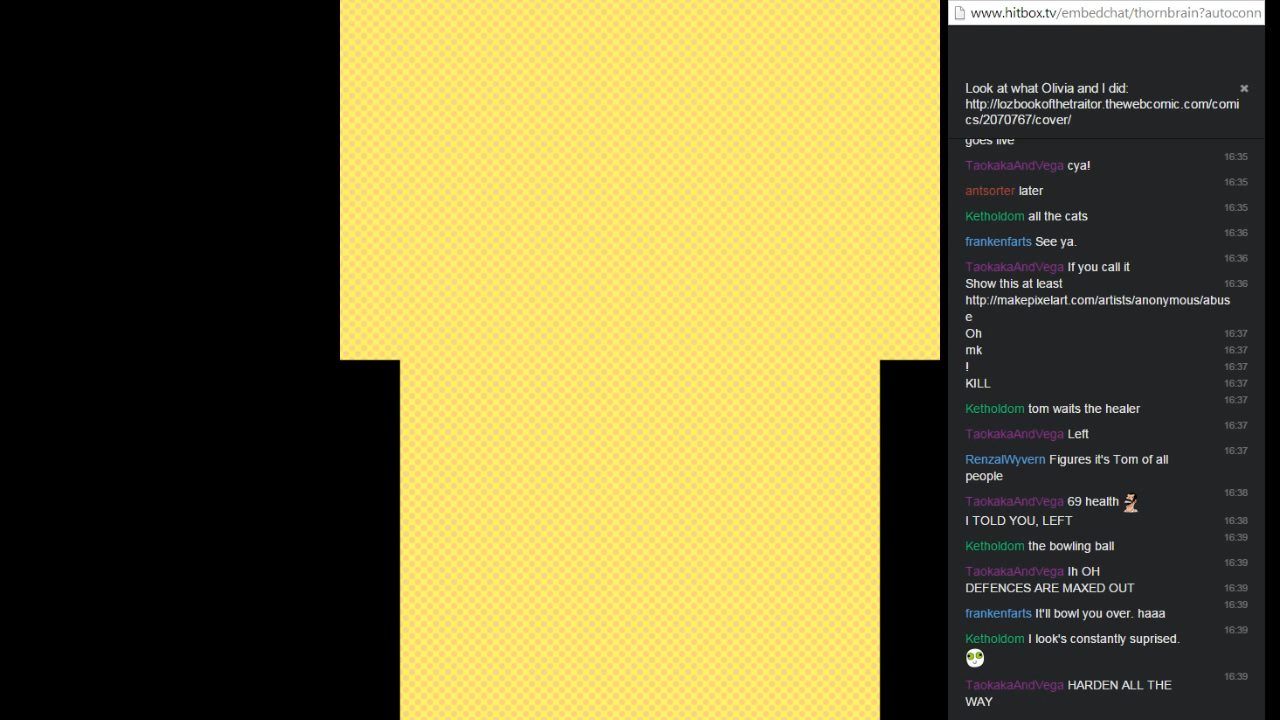 www.hitbox.tv/embedchat/thornbrain?autoconn
Look at what Olivia and I did:
http://lozbookofthetraitor.thewebcomic.com/comi
cs/2070767/cover/
goes live
16:35
TaokakaAndVega cya!
16:35
antsorter later
16:35
Ketholdom all the cats
16:36
frankenfarts See ya.
16:36
TaokakaAndVega If you call it
Show this at least 16:36
http://makepixelart.com/artists/anonymous/abus
e
Oh 16:37
mk 16:37
! 16:37
KILL 16:37
16:37
Ketholdom tom waits the healer
16:37
TaokakaAndVega Left
16:37
RenzalWyvern Figures it's Tom of all
people
16:38
TaokakaAndVega 69 health
I TOLD YOU, LEFT 16:38
16:39
Ketholdom the bowling ball
16:39
TaokakaAndVega Ih OH
DEFENCES ARE MAXED OUT 16:39
16:39
frankenfarts It'll bowl you over. haaa
16:39
Ketholdom I look's constantly suprised.
16:39
TaokakaAndVega HARDEN ALL THE
WAY